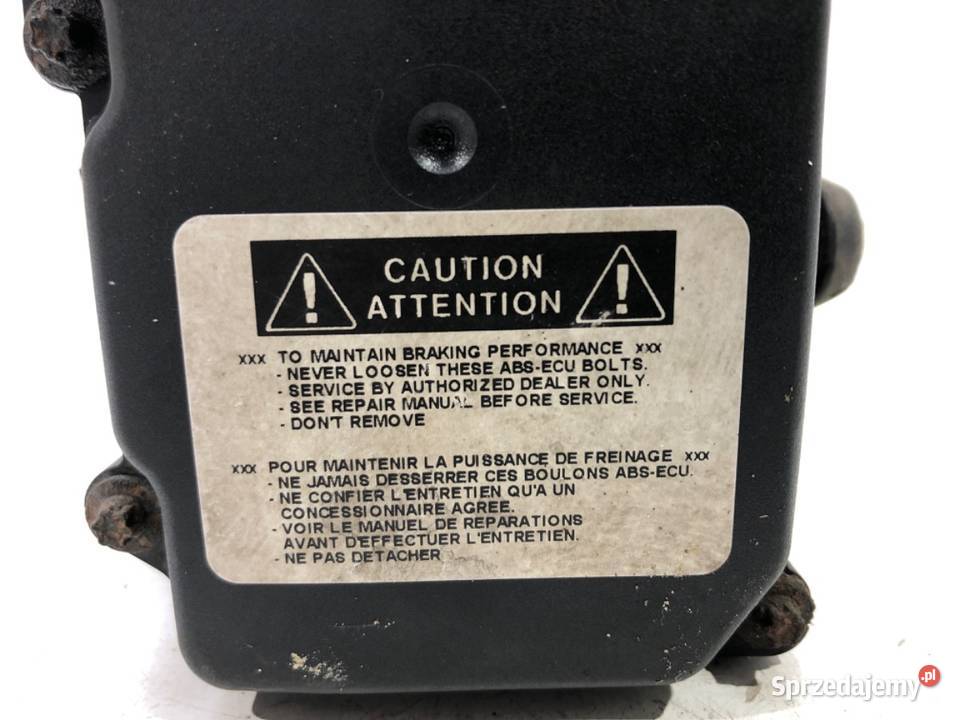 CAUTION
ATTENTION
xxx TO MAINTAIN BRAKING PERFORMANCE xxx
- NEVER LOOSEN THESE ABS-ECU BOLTS.
- SERVICE BY AUTHORIZED DEALER ONLY.
- SEE REPAIR MANUAL BEFORE SERVICE.
- DON'T REMOVE
xxx POUR MAINTENIR LA PUISSANCE DE FREINAGE xxx
- NE JAMAIS DESSERRER CES BOULONS ABS-ECU.
- NE CONFIER L'ENTRETIEN QU'A UN
CONCESSIONNAIRE AGREE.
- VOIR LE MANUEL DE REPARATIONS
AVANT D'EFFECTUER L'ENTRETIEN.
- NE PAS DETACHER
Sprzedajemy.pl